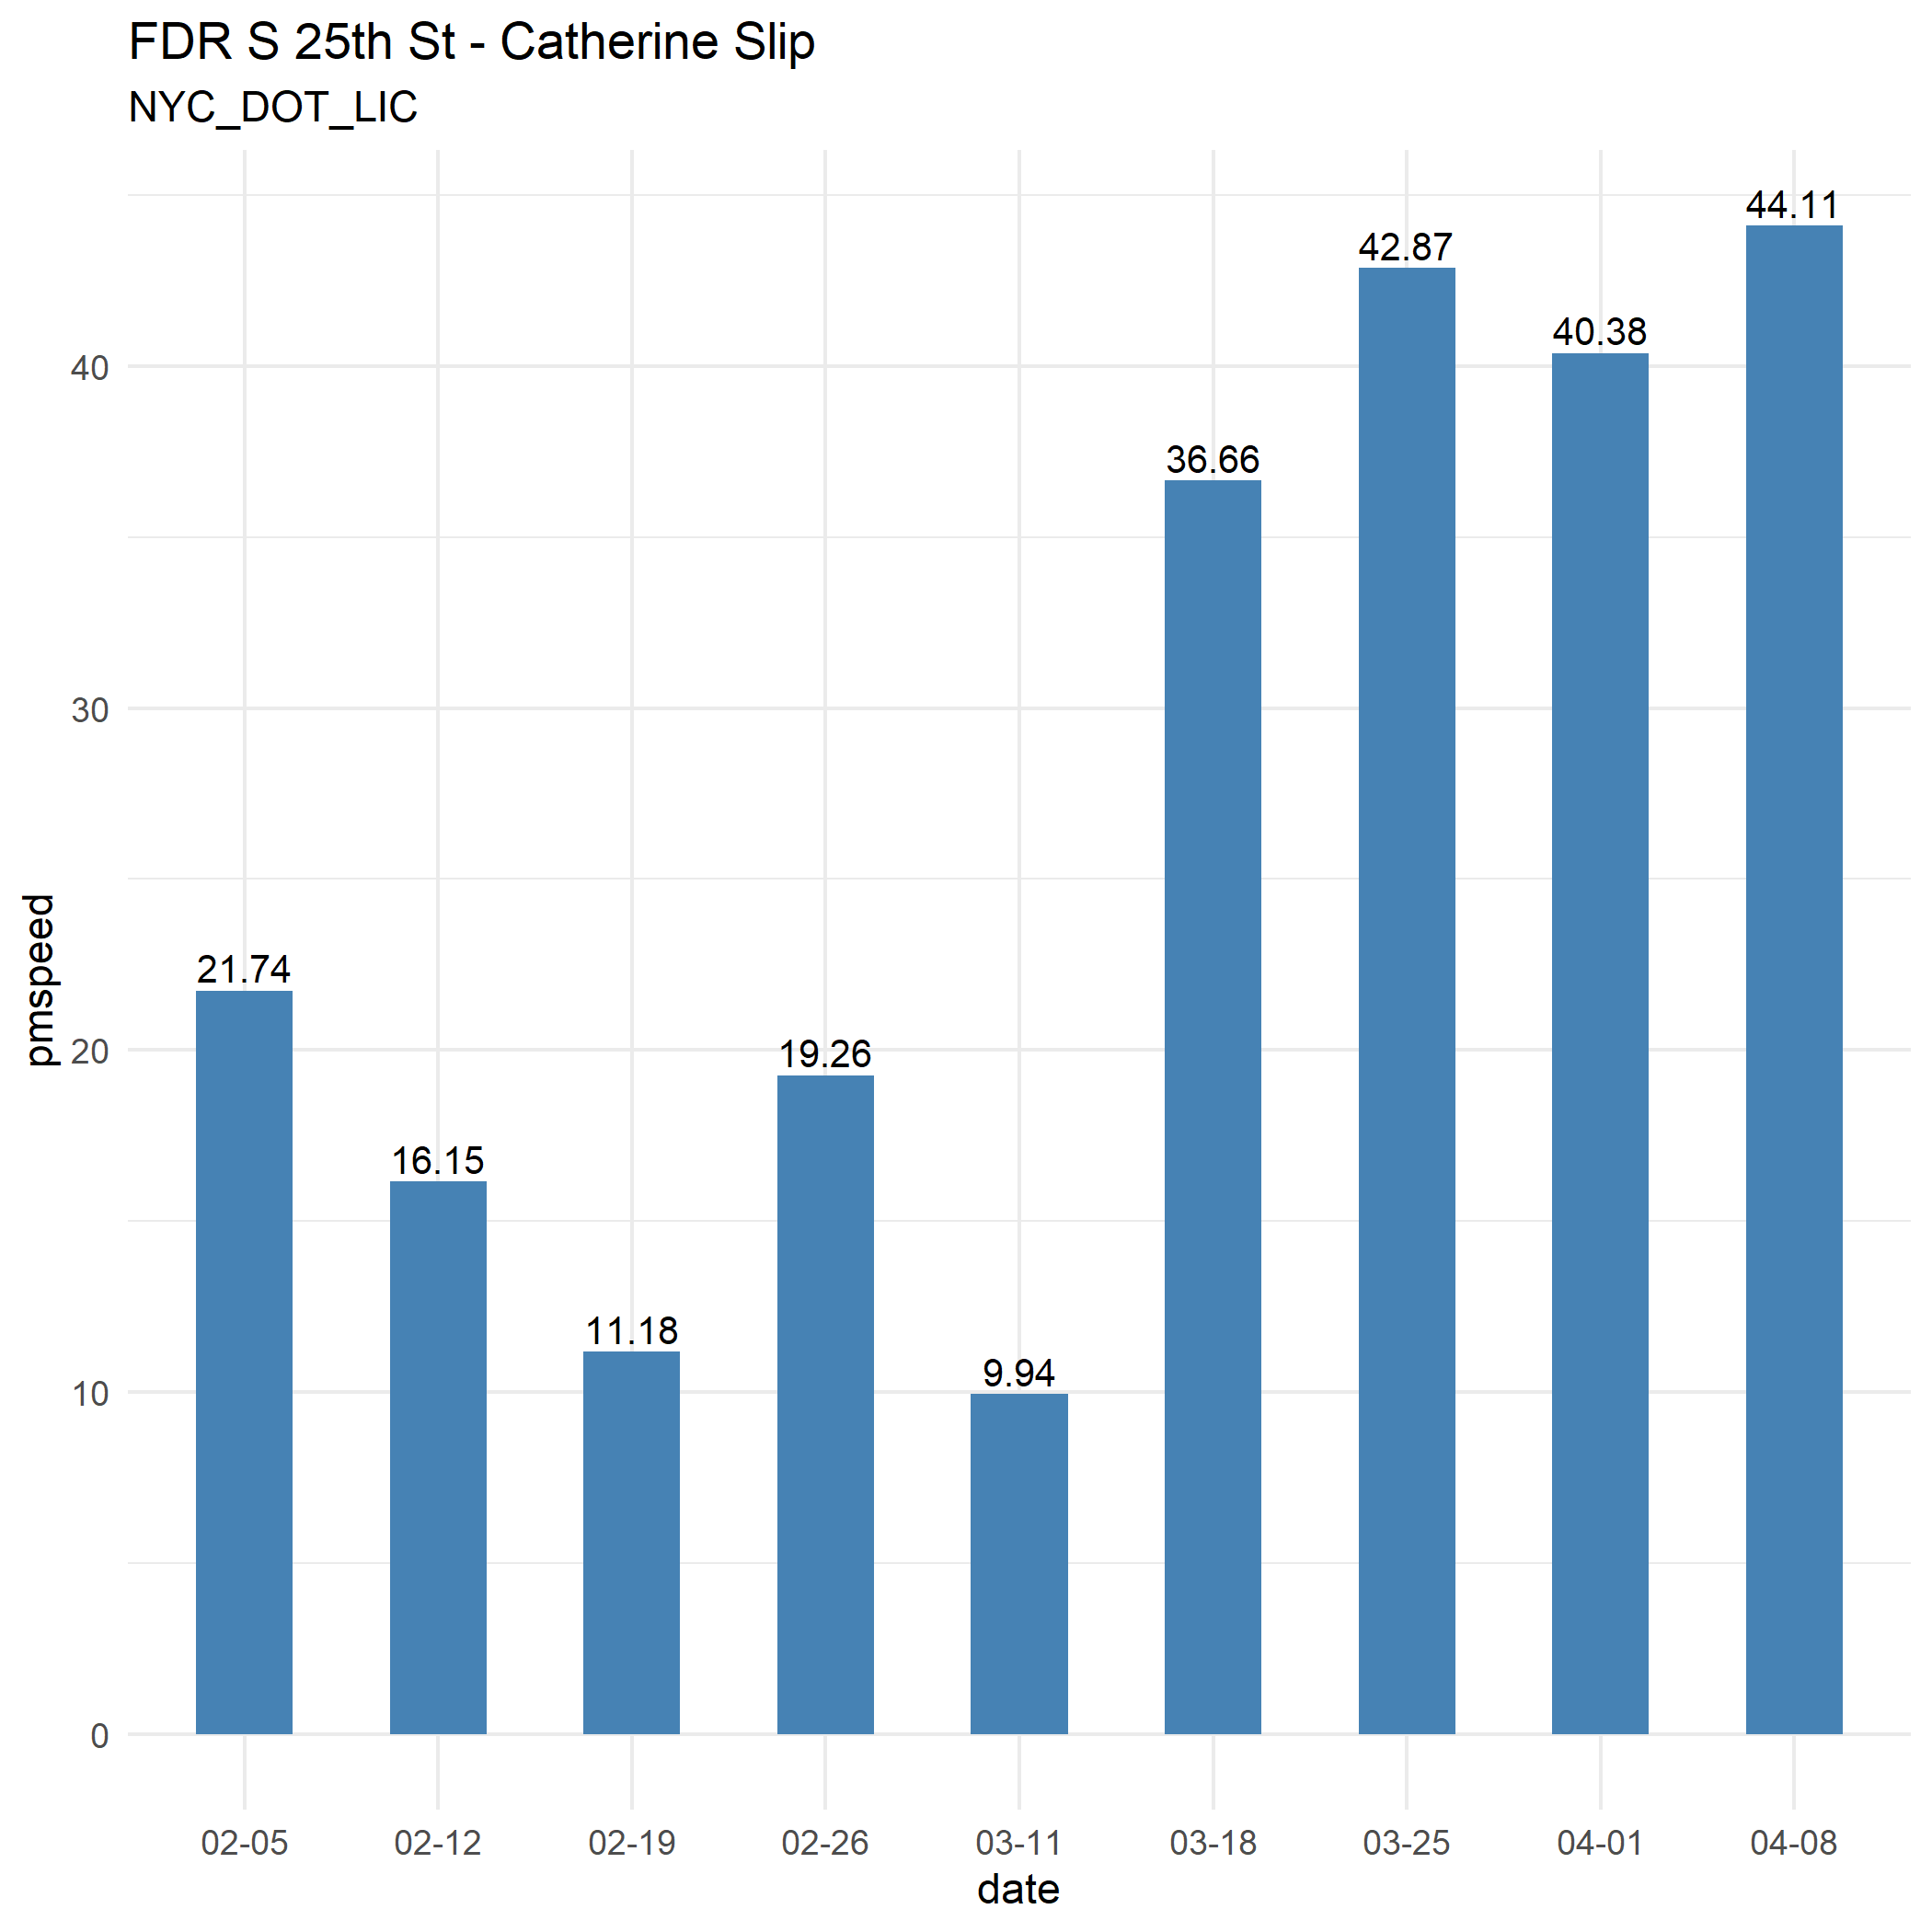 FDR S 25th St - Catherine Slip
NYC_DOT_LIC
44.11
42.87
40.38
36.66
21.74
19.26
16.15
11.18
9.94
pmspeed
40
30
20
10
0
02-05 02-12 02-19 02-26 03-11 03-18 03-25 04-01 04-08
date